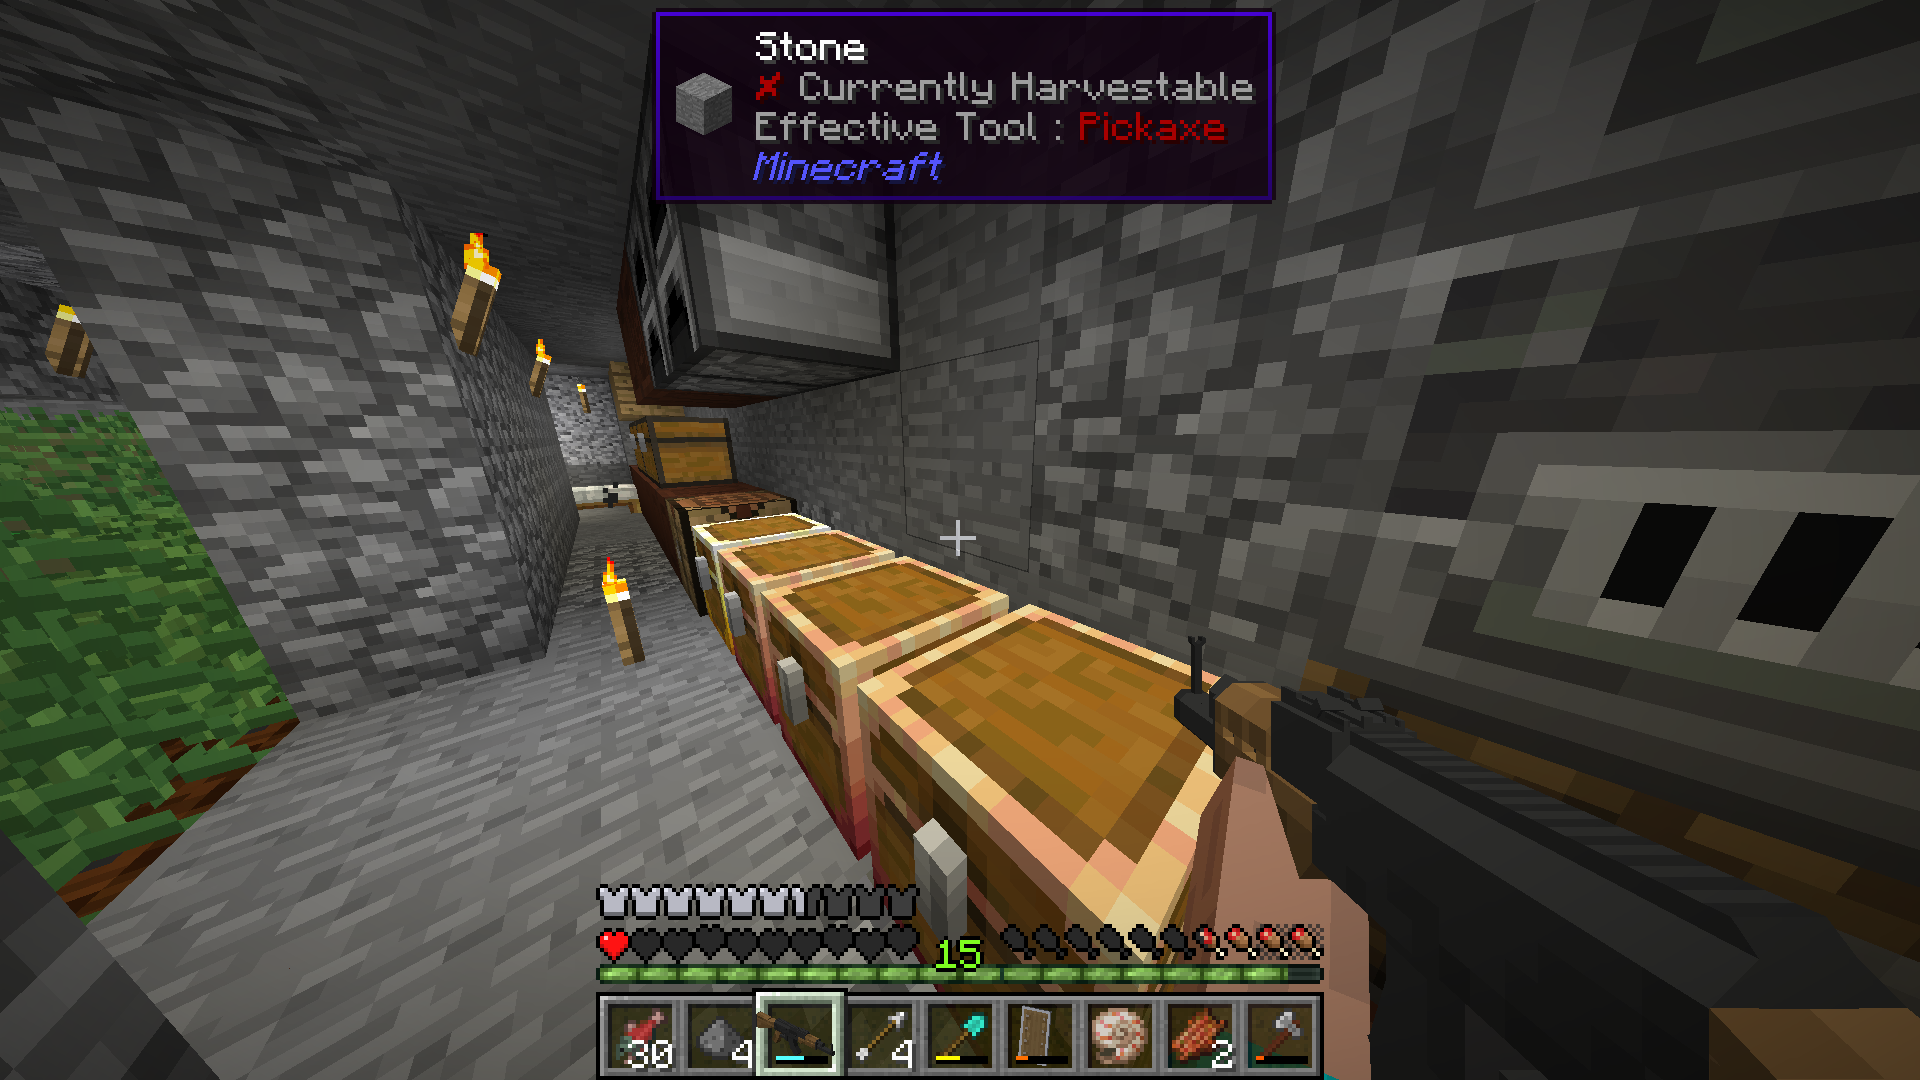 Stone
✘ Currently Harvestable
Effective Tool : Pickaxe
Minecraft
15
30 4 4 2